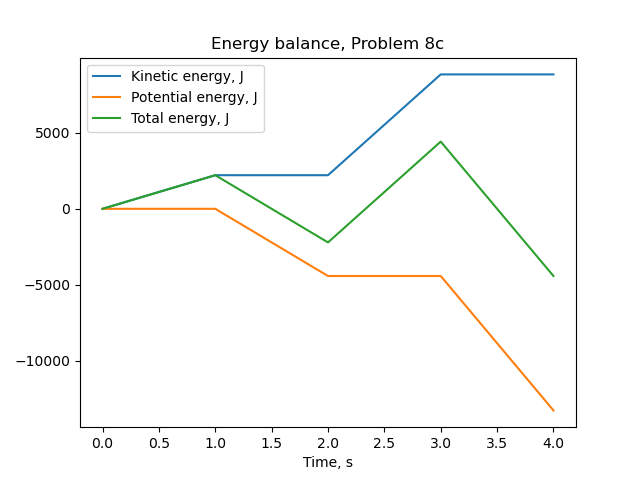 Energy balance, Problem 8c
Kinetic energy, J
Potential energy, J
Total energy, J
5000
0
−5000
−10000
0.0 0.5 1.0 1.5 2.0 2.5 3.0 3.5 4.0
Time, s